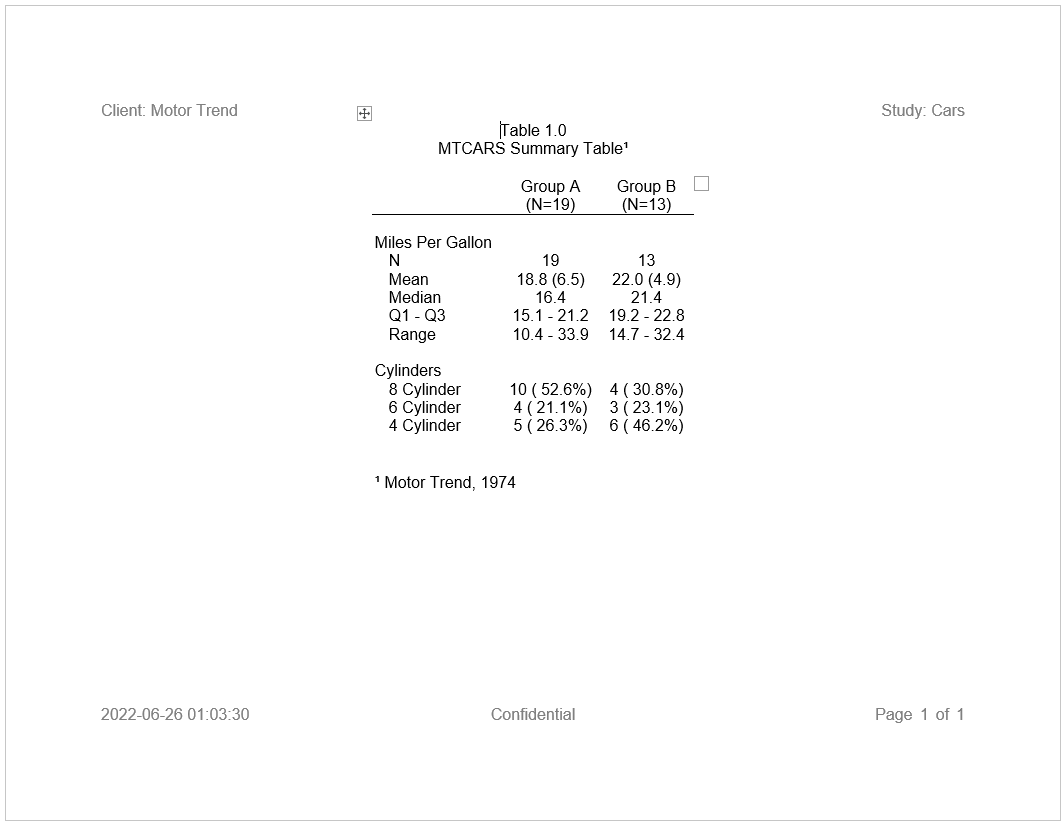 Client: Motor Trend Study: Cars
Table 1.0
MTCARS Summary Table¹
Group A Group B
(N=19) (N=13)
Miles Per Gallon
N 19 13
Mean 18.8 (6.5) 22.0 (4.9)
Median 16.4 21.4
Q1 - Q3 15.1 - 21.2 19.2 - 22.8
Range 10.4 - 33.9 14.7 - 32.4
Cylinders
8 Cylinder 10 ( 52.6%) 4 ( 30.8%)
6 Cylinder 4 ( 21.1%) 3 ( 23.1%)
4 Cylinder 5 ( 26.3%) 6 ( 46.2%)
¹ Motor Trend, 1974
2022-06-26 01:03:30 Confidential Page 1 of 1